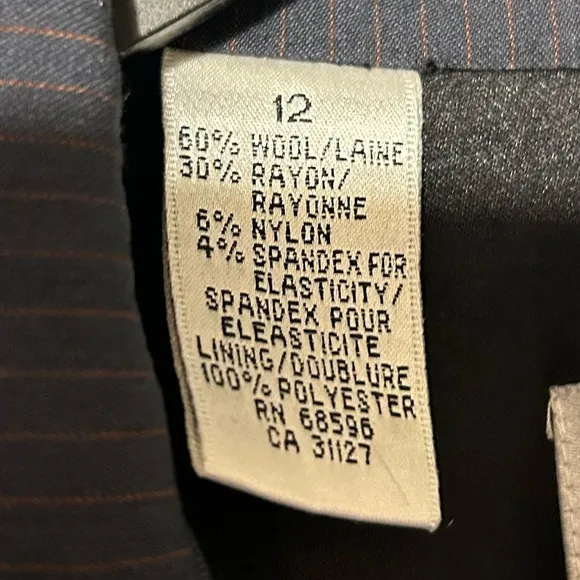 12
60% WOOL/LAINE
30% RAYON/
RAYONNE
6% NYLON
4% SPANDEX FOR
ELASTICITY/
SPANDEX POUR
ELEASTICITE
LINING/DOUBLURE
100% POLYESTER
RN 68596
CA 31127